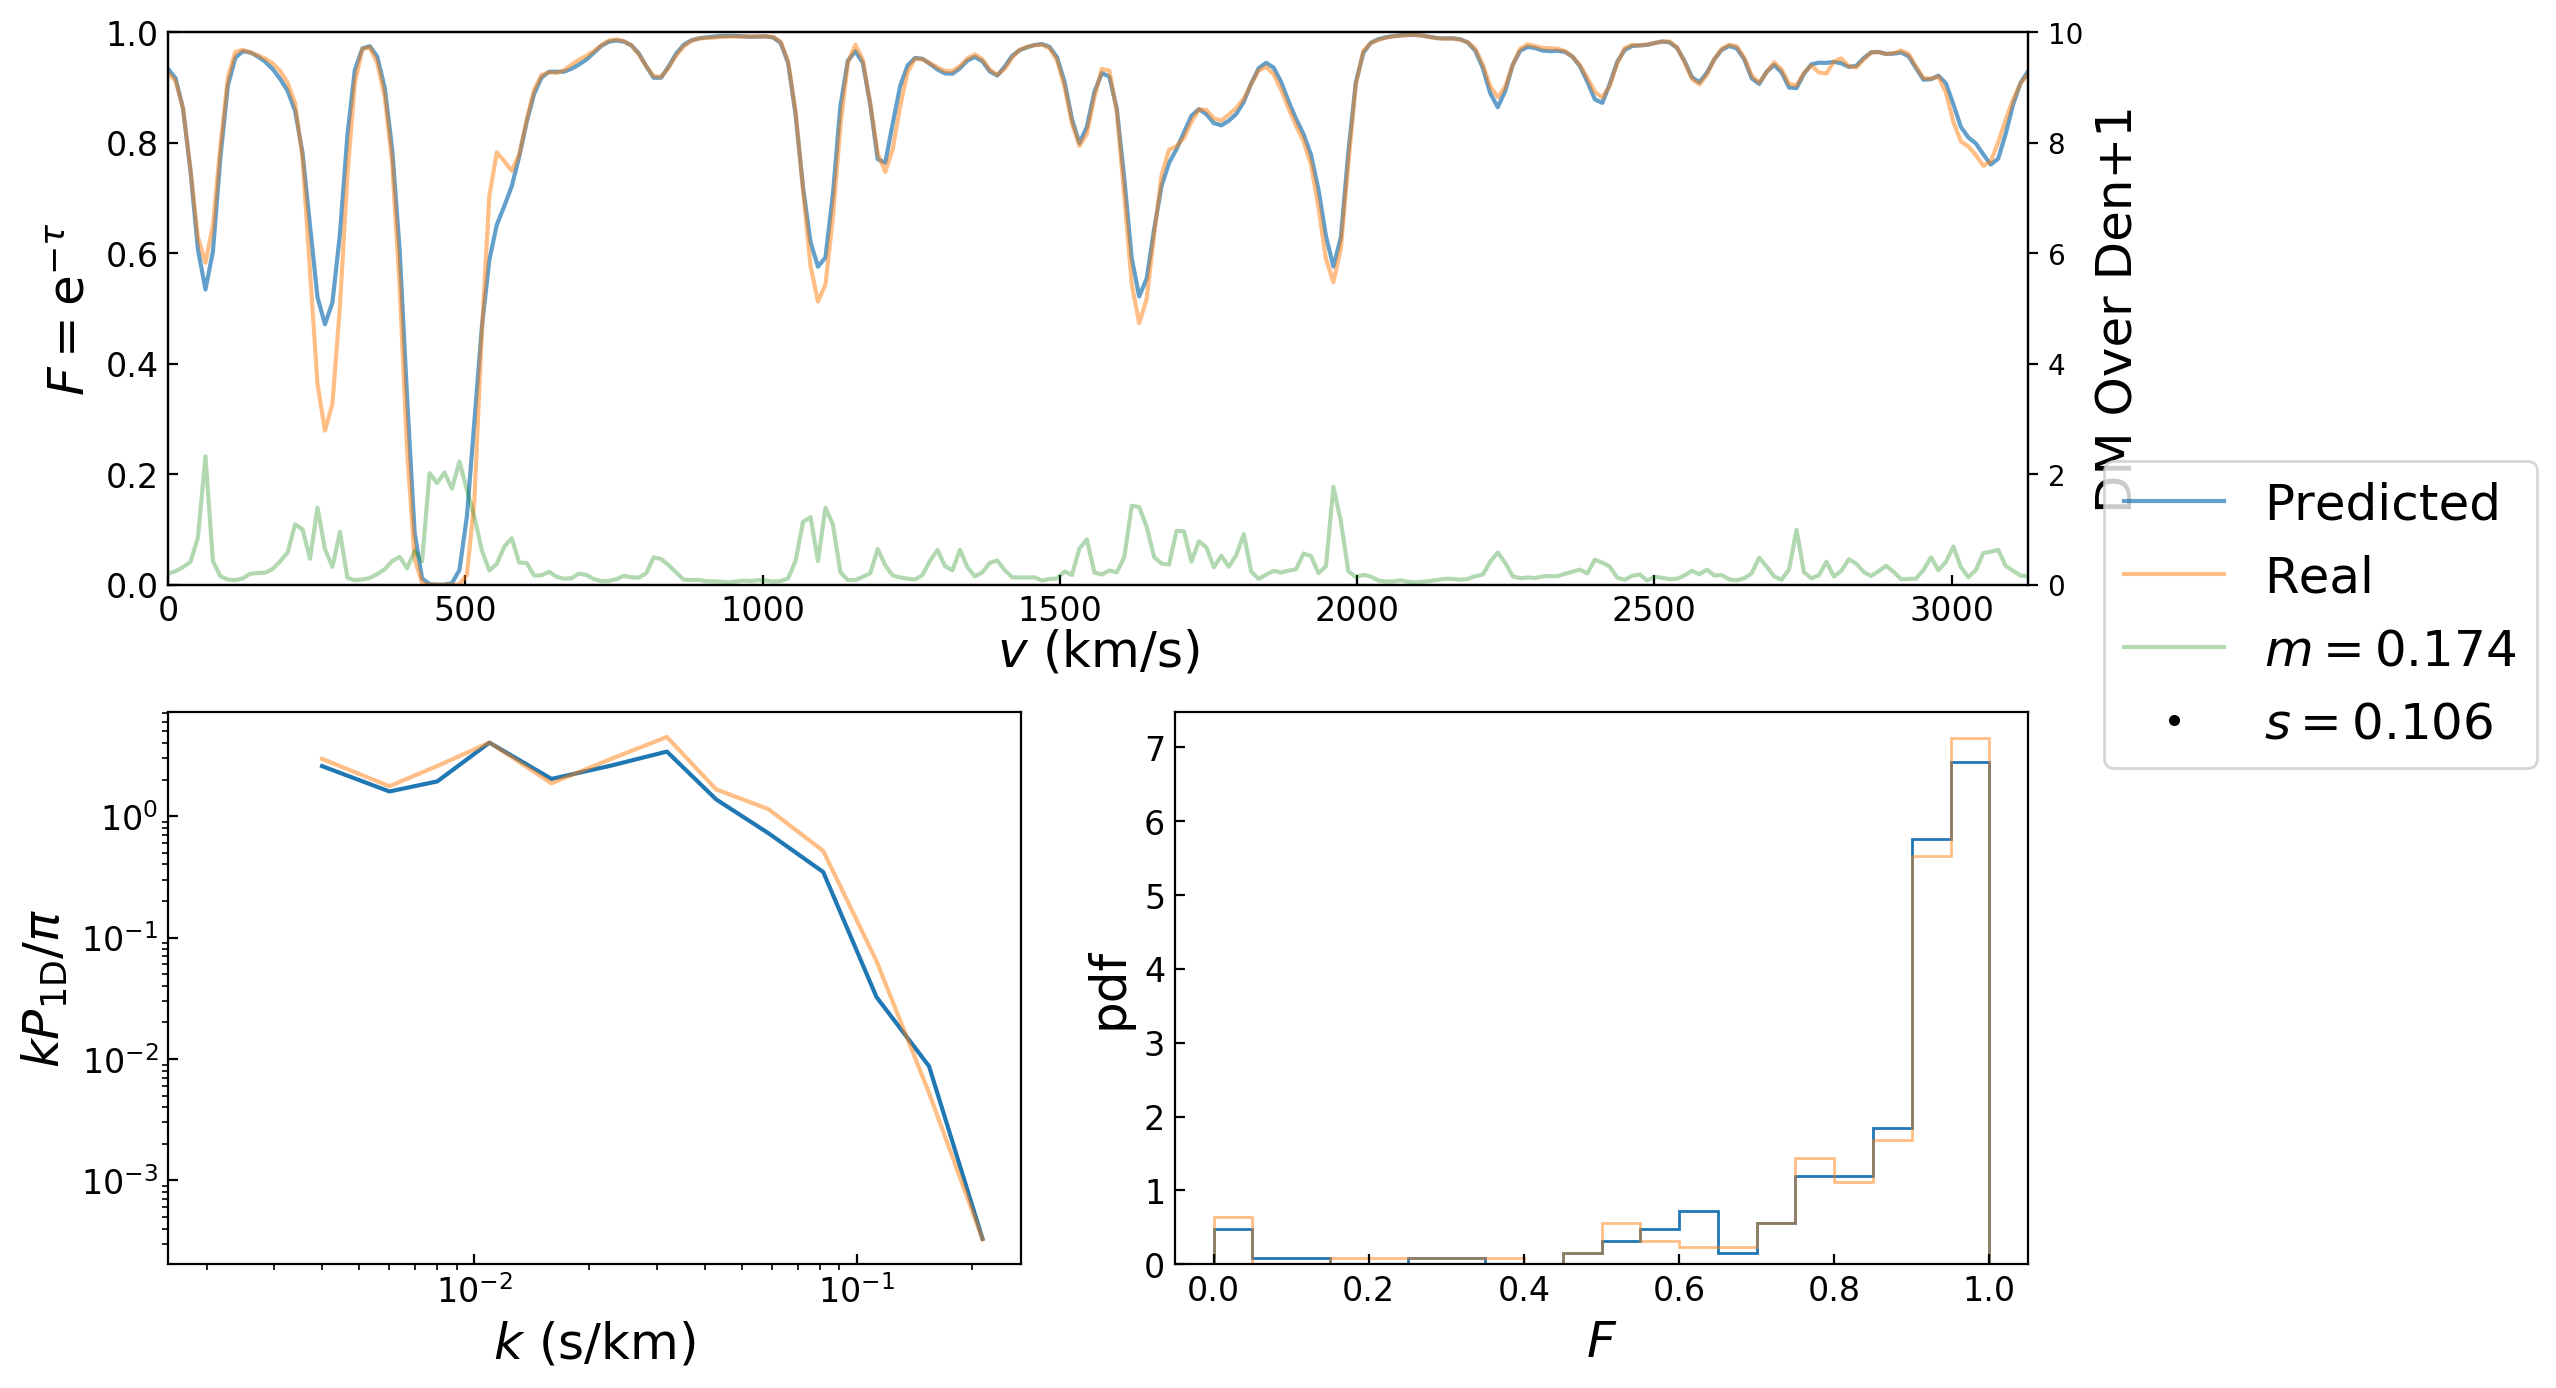 1.0
0.8
0.6
0.4
0.2
0.0
F = e^{-τ}
10
8
6
4
2
0
DM Over Den+1
0 500 1000 1500 2000 2500 3000
v (km/s)
Predicted
Real
m = 0.174
s = 0.106
10^0
10^{-1}
10^{-2}
10^{-3}
kP_{1D}/π
10^{-2} 10^{-1}
k (s/km)
7
6
5
4
3
2
1
0
pdf
0.0 0.2 0.4 0.6 0.8 1.0
F